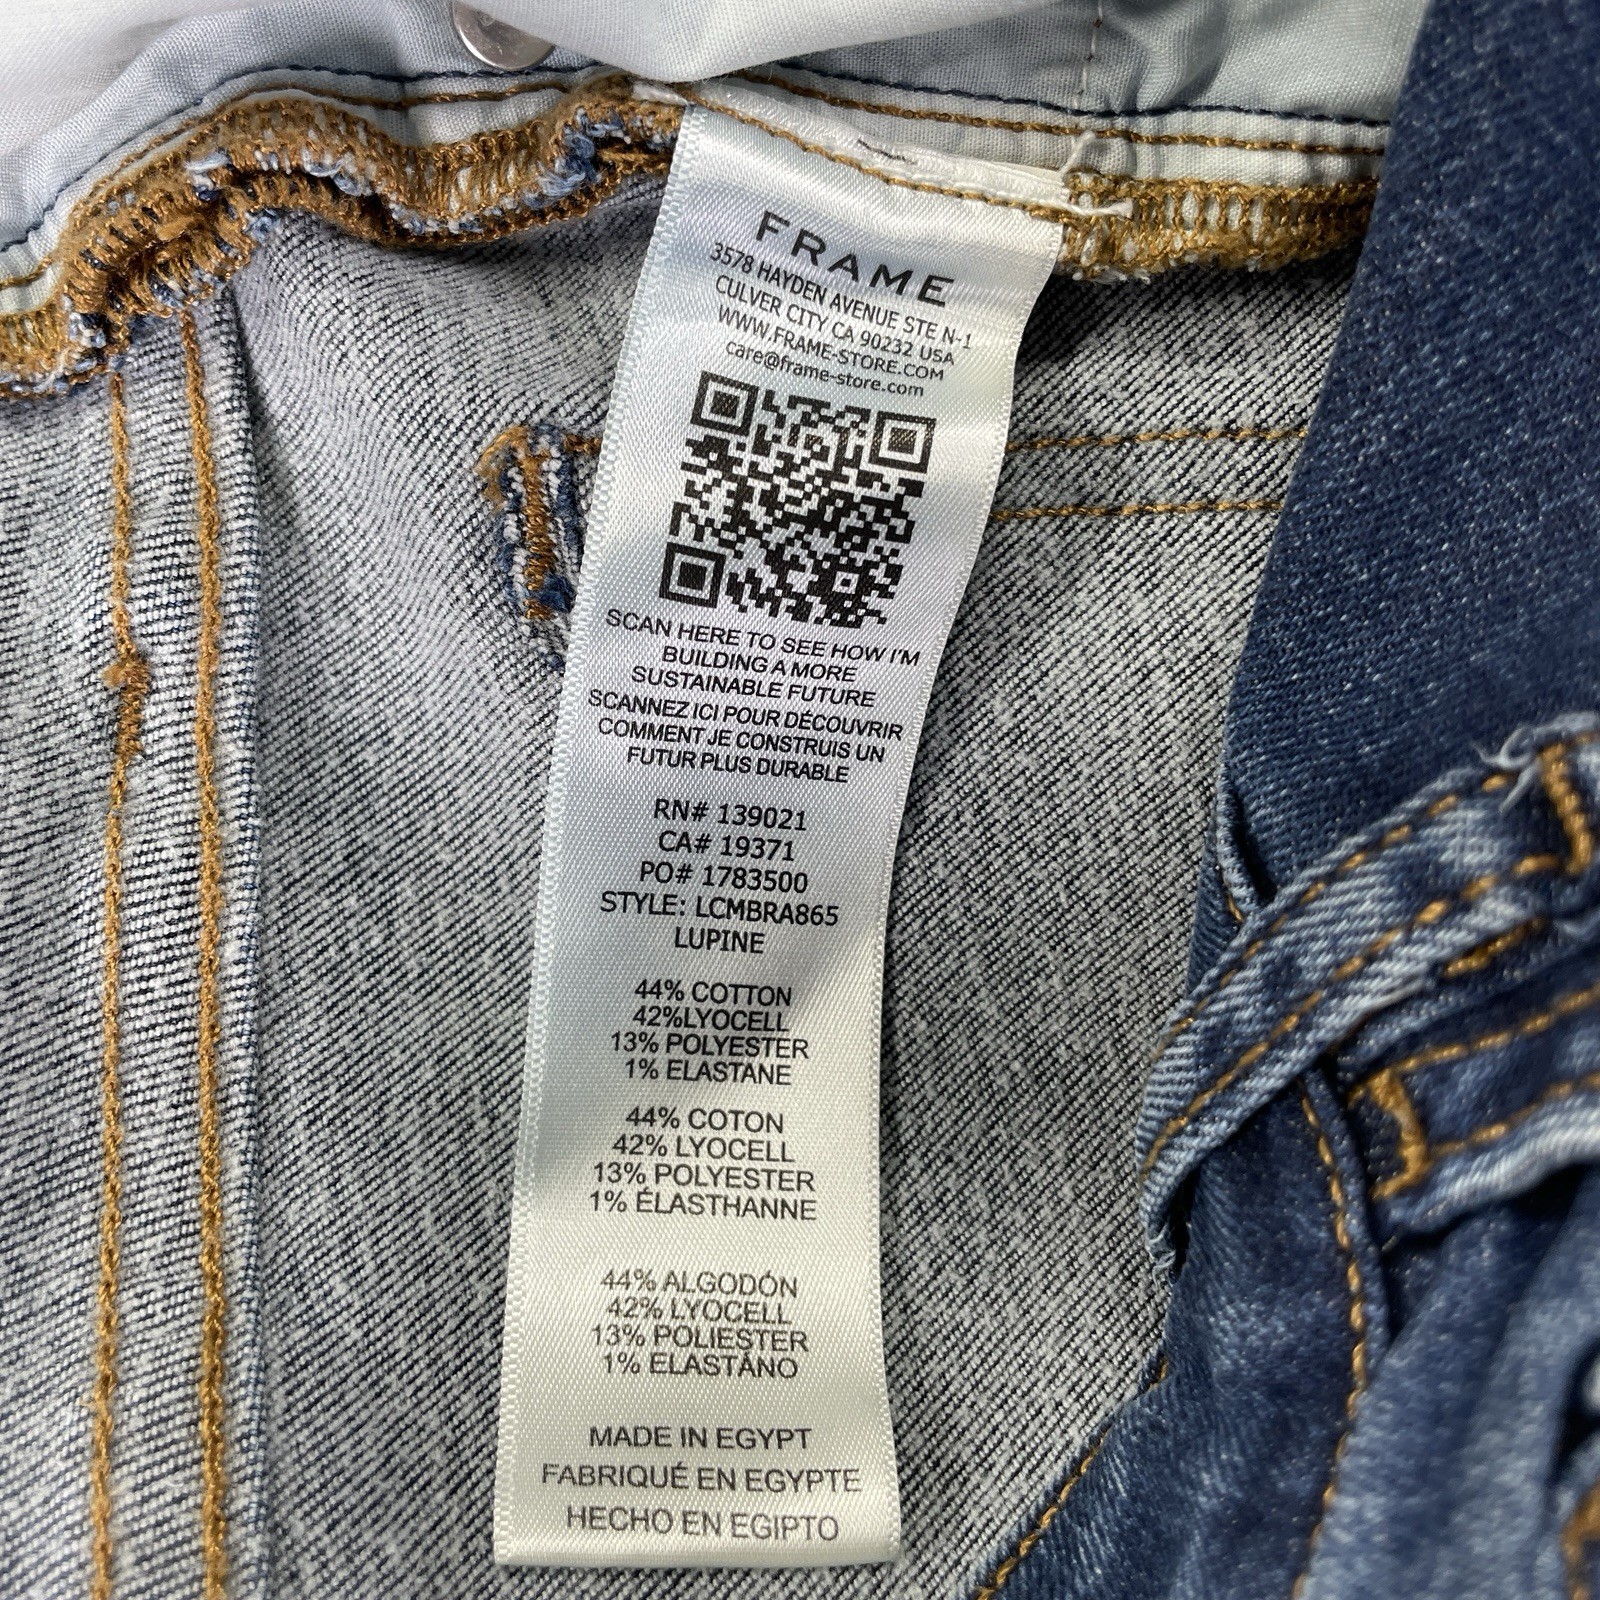 FRAME
3578 HAYDEN AVENUE STE N-1
CULVER CITY CA 90232 USA
WWW.FRAME-STORE.COM
care@frame-store.com
SCAN HERE TO SEE HOW I'M
BUILDING A MORE
SUSTAINABLE FUTURE
SCANNEZ ICI POUR DÉCOUVRIR
COMMENT JE CONSTRUIS UN
FUTUR PLUS DURABLE
RN# 139021
CA# 19371
PO# 1783500
STYLE: LCMBRA865
LUPINE
44% COTTON
42%LYOCELL
13% POLYESTER
1% ELASTANE
44% COTON
42% LYOCELL
13% POLYESTER
1% ÉLASTHANNE
44% ALGODÓN
42% LYOCELL
13% POLIESTER
1% ELASTÁNO
MADE IN EGYPT
FABRIQUÉ EN EGYPTE
HECHO EN EGIPTO